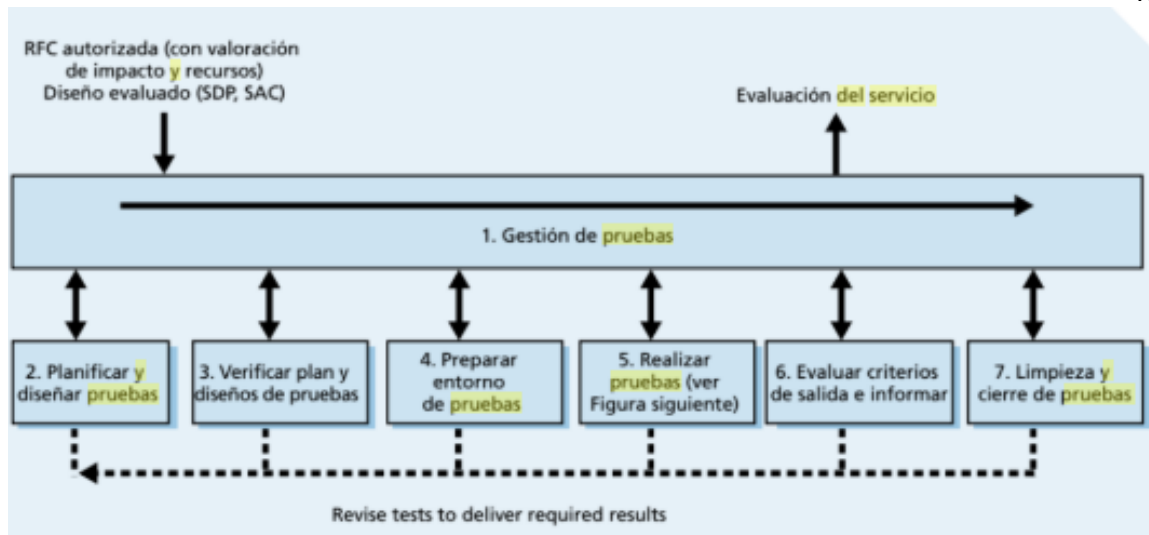 RFC autorizada (con valoración
de impacto y recursos)
Diseño evaluado (SDP, SAC)
Evaluación del servicio
1. Gestión de pruebas
2. Planificar y
diseñar pruebas
3. Verificar plan y
diseños de pruebas
4. Preparar
entorno
de pruebas
5. Realizar
pruebas (ver
Figura siguiente)
6. Evaluar criterios
de salida e informar
7. Limpieza y
cierre de pruebas
Revise tests to deliver required results